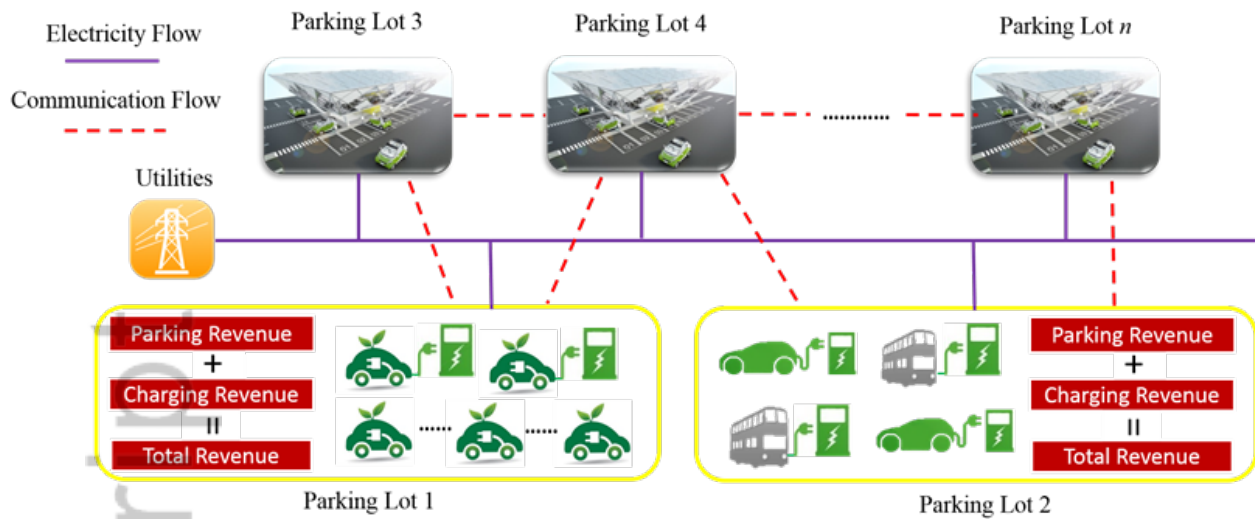 Electricity Flow
Communication Flow
Utilities
Parking Lot 3
Parking Lot 4
Parking Lot n
............
Parking Revenue
+
Charging Revenue
=
Total Revenue
......
......
Parking Lot 1
Parking Revenue
+
Charging Revenue
=
Total Revenue
Parking Lot 2